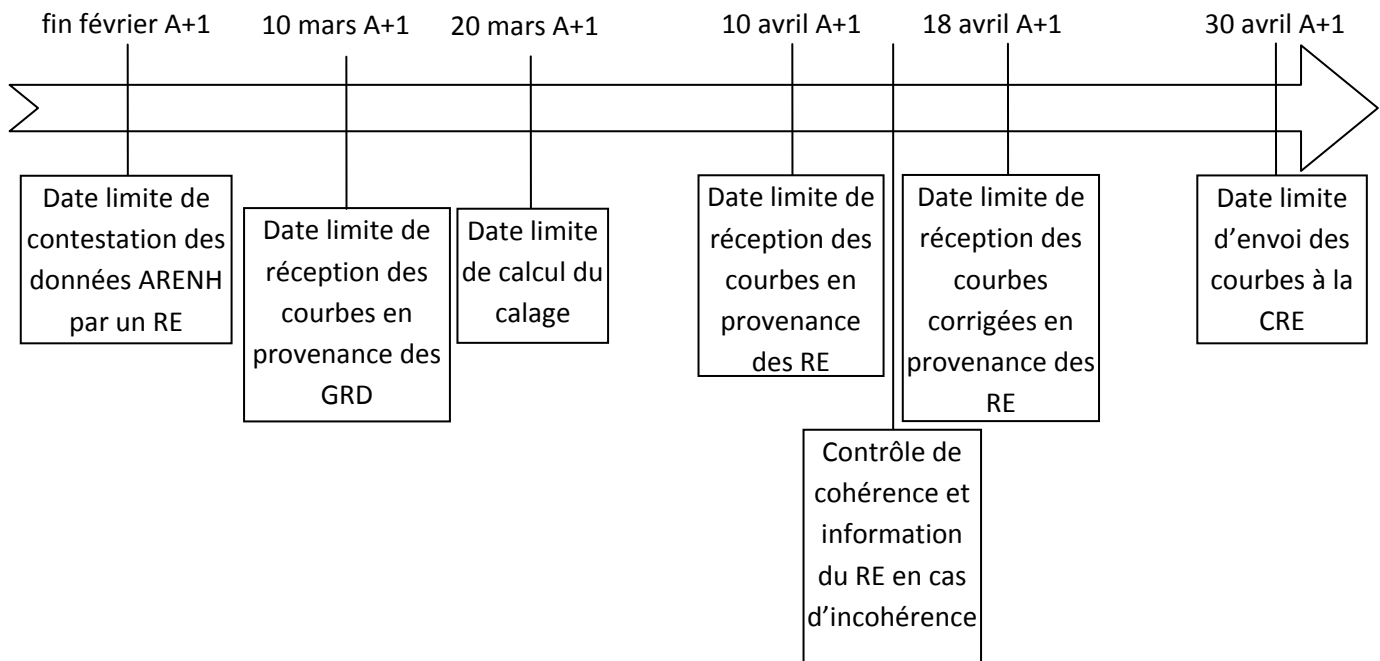 fin février A+1
10 mars A+1
20 mars A+1
10 avril A+1
18 avril A+1
30 avril A+1
Date limite de
contestation des
données ARENH
par un RE
Date limite de
réception des
courbes en
provenance des
GRD
Date limite
de calcul du
calage
Date limite de
réception des
courbes en
provenance
des RE
Date limite de
réception des
courbes
corrigées en
provenance des
RE
Date limite
d’envoi des
courbes à la
CRE
Contrôle de
cohérence et
information
du RE en cas
d’incohérence